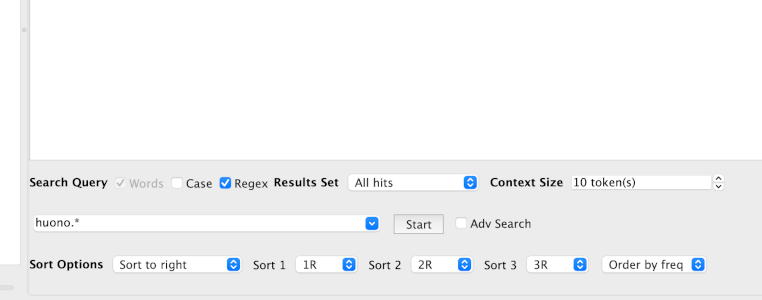 Search Query Words Case Regex Results Set All hits Context Size 10 token(s)
huono.* Start Adv Search
Sort Options Sort to right Sort 1 1R Sort 2 2R Sort 3 3R Order by freq